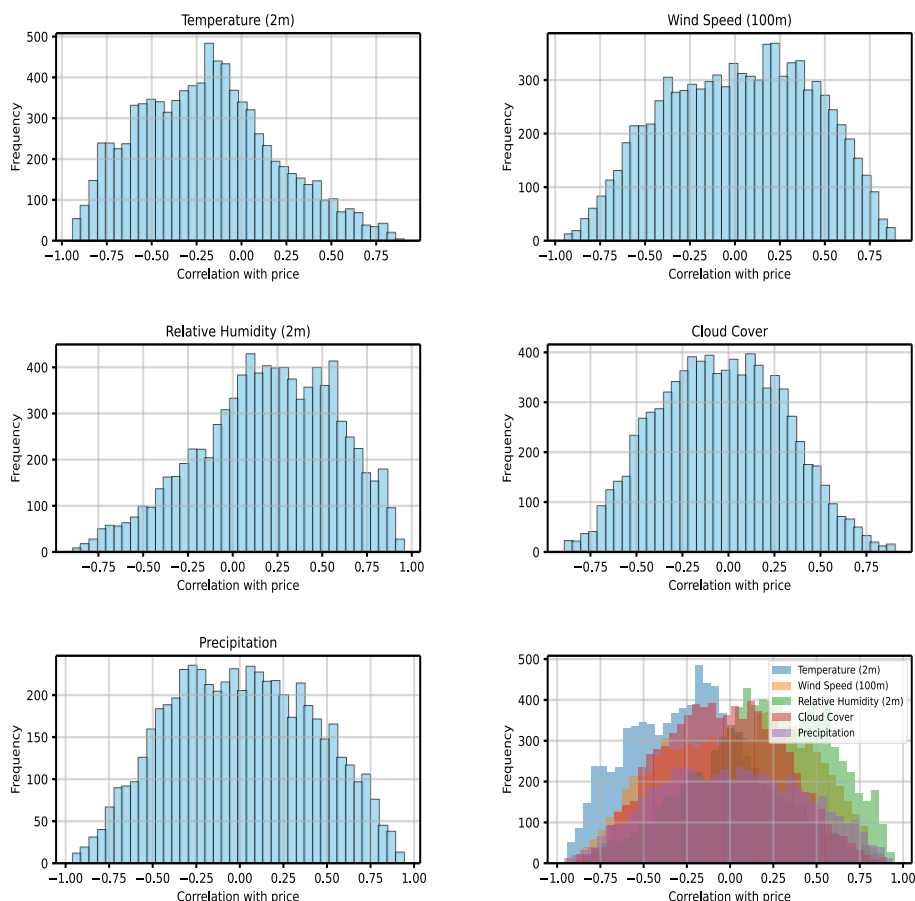 Temperature (2m)
500
400
300
200
100
0
Frequency
−1.00 −0.75 −0.50 −0.25 0.00 0.25 0.50 0.75
Correlation with price
Wind Speed (100m)
300
200
100
0
Frequency
−1.00 −0.75 −0.50 −0.25 0.00 0.25 0.50 0.75
Correlation with price
Relative Humidity (2m)
400
300
200
100
0
Frequency
−0.75 −0.50 −0.25 0.00 0.25 0.50 0.75 1.00
Correlation with price
Cloud Cover
400
300
200
100
0
Frequency
−0.75 −0.50 −0.25 0.00 0.25 0.50 0.75
Correlation with price
Precipitation
200
150
100
50
0
Frequency
−1.00 −0.75 −0.50 −0.25 0.00 0.25 0.50 0.75 1.00
Correlation with price
500
400
300
200
100
0
Frequency
Temperature (2m)
Wind Speed (100m)
Relative Humidity (2m)
Cloud Cover
Precipitation
−1.00 −0.75 −0.50 −0.25 0.00 0.25 0.50 0.75 1.00
Correlation with price